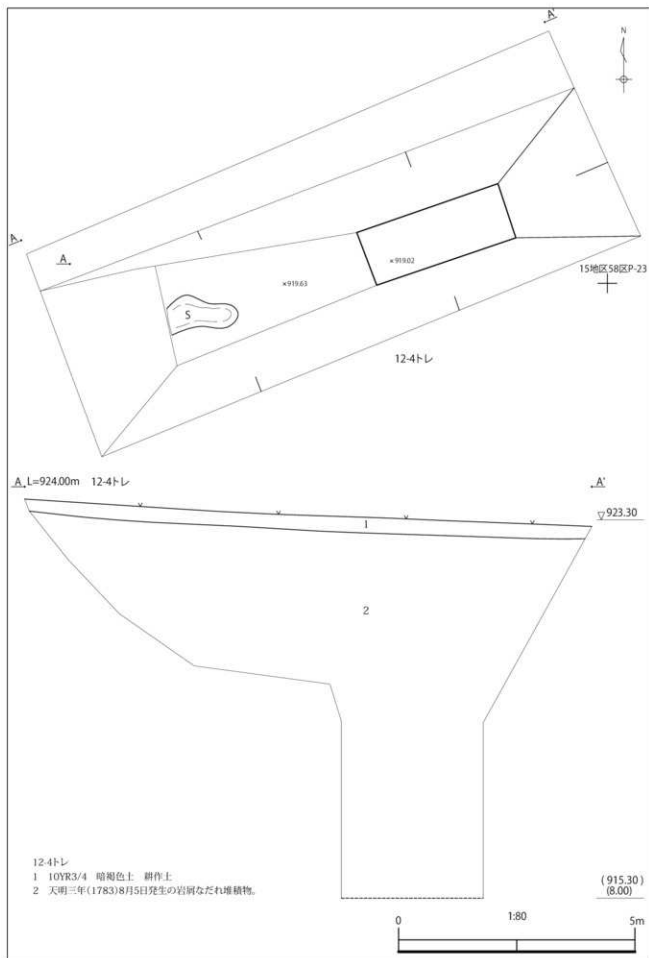 A'
N
A
A
×919.02
×919.63
15地区58区P-23
S
12-4トレ
A L=924.00m 12-4トレ
A'
▽923.30
1
2
12-4トレ
1 10YR3/4 暗褐色土 耕作土
2 天明三年(1783)8月5日発生の岩屑なだれ堆積物。
(915.30)
(8.00)
0 1:80 5m